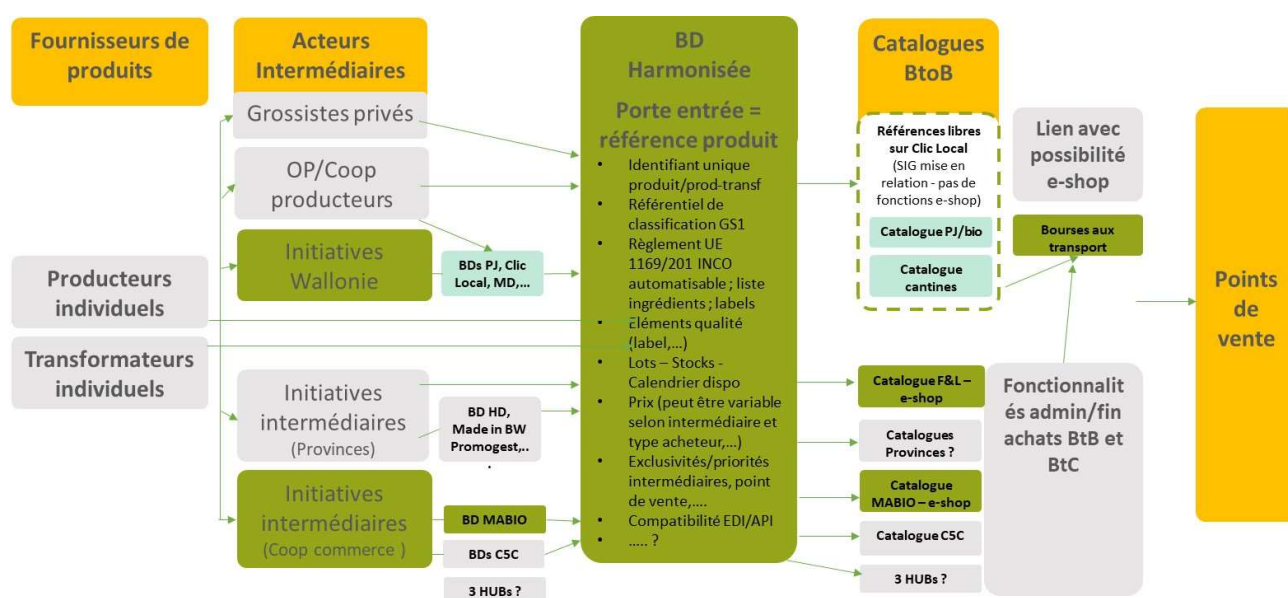 Fournisseurs de
produits
Producteurs
individuels
Transformateurs
individuels
Acteurs
Intermédiaires
Grossistes privés
OP/Coop
producteurs
Initiatives
Wallonie
BDs PJ, Clic
Local, MD,...
Initiatives
intermédiaires
(Provinces)
BD HD,
Made in BW
Promogest,..
.
Initiatives
intermédiaires
(Coop commerce )
BD MABIO
BDs C5C
3 HUBs ?
BD
Harmonisée
Porte entrée =
référence produit
• Identifiant unique
produit/prod-transf
• Référentiel de
classification GS1
• Règlement UE
1169/201 INCO
automatisable ; liste
ingrédients ; labels
• Eléments qualité
(label,...)
• Lots – Stocks -
Calendrier dispo
• Prix (peut être variable
selon intermédiaire et
type acheteur,...)
• Exclusivités/priorités
intermédiaires, point
de vente,....
• Compatibilité EDI/API
• ..... ?
Catalogues
BtoB
Références libres
sur Clic Local
(SIG mise en
relation - pas de
fonctions e-shop)
Catalogue PJ/bio
Catalogue
cantines
Catalogue F&L –
e-shop
Catalogues
Provinces ?
Catalogue
MABIO – e-shop
Catalogue C5C
3 HUBs ?
Lien avec
possibilité
e-shop
Bourses aux
transport
Fonctionnalit
és admin/fin
achats BtB et
BtC
Points
de
vente